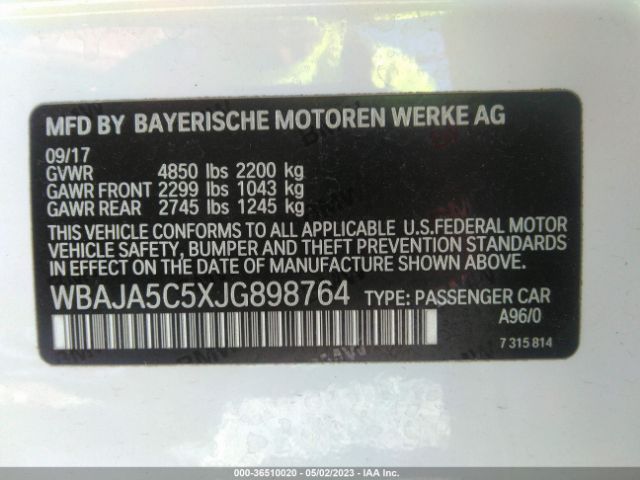 MFD BY BAYERISCHE MOTOREN WERKE AG
09/17
GVWR 4850 lbs 2200 kg
GAWR FRONT 2299 lbs 1043 kg
GAWR REAR 2745 lbs 1245 kg
THIS VEHICLE CONFORMS TO ALL APPLICABLE U.S.FEDERAL MOTOR
VEHICLE SAFETY, BUMPER AND THEFT PREVENTION STANDARDS
IN EFFECT ON THE DATE OF MANUFACTURE SHOWN ABOVE.
WBAJA5C5XJG898764 TYPE: PASSENGER CAR
A96/0
7 315 814
000-36510020 - 05/02/2023 - IAAI.COM